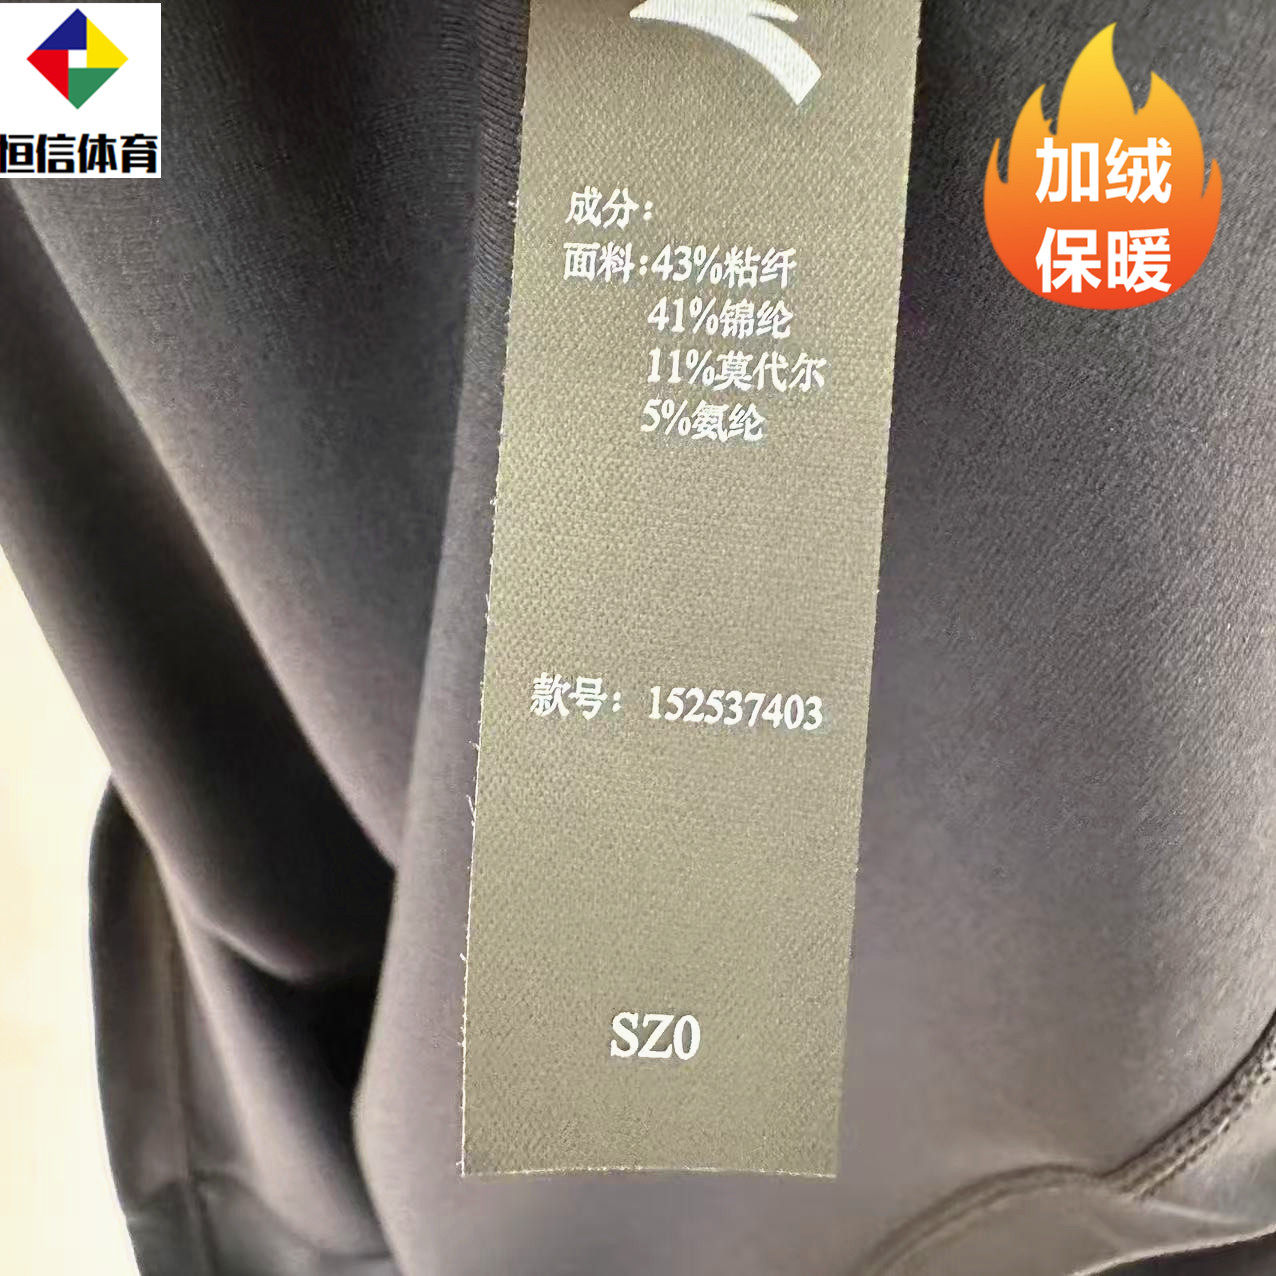 恒信体育
加绒
保暖
成分：
面料：43%粘纤
41%锦纶
11%莫代尔
5%氨纶
款号：152537403
SZ0